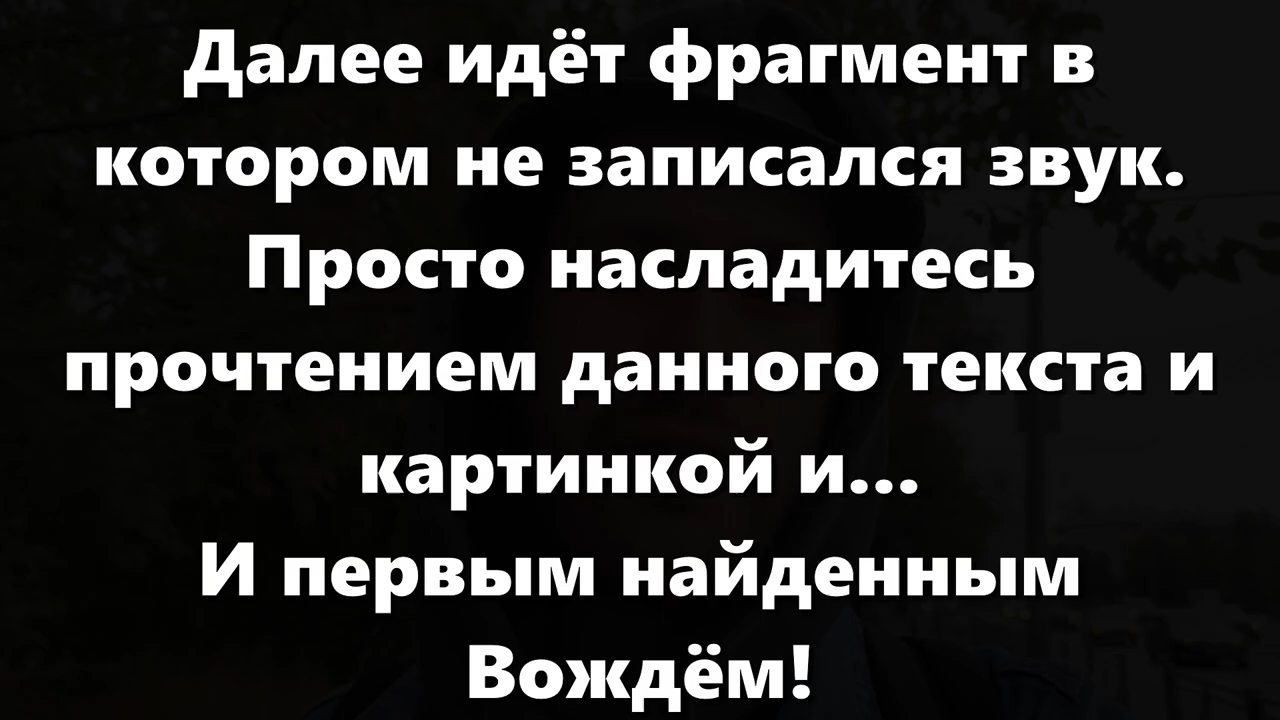 Далее идёт фрагмент в
котором не записался звук.
Просто насладитесь
прочтением данного текста и
картинкой и...
И первым найденным
Вождём!